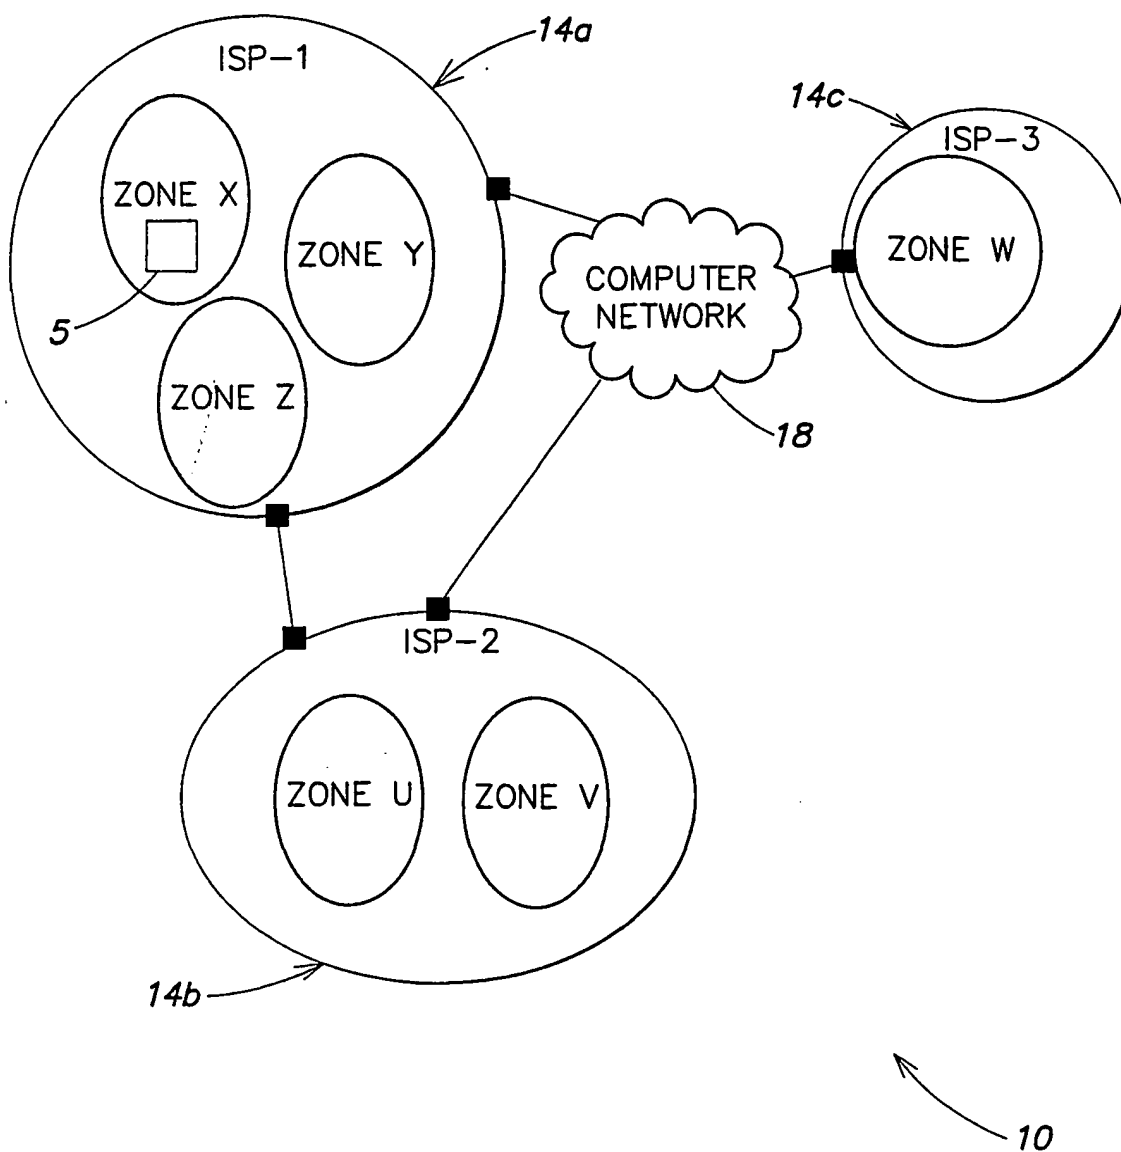 14a
ISP-1
14c
ISP-3
ZONE X
ZONE Y
ZONE W
COMPUTER
NETWORK
5
ZONE Z
18
ISP-2
ZONE U
ZONE V
14b
10